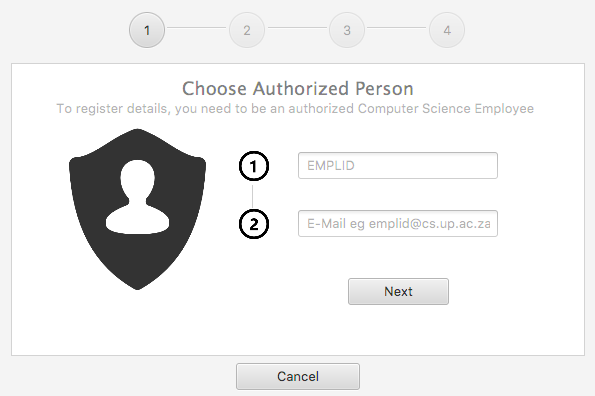 1 2 3 4
Choose Authorized Person
To register details, you need to be an authorized Computer Science Employee
1 EMPLID
2 E-Mail eg emplid@cs.up.ac.za
Next
Cancel